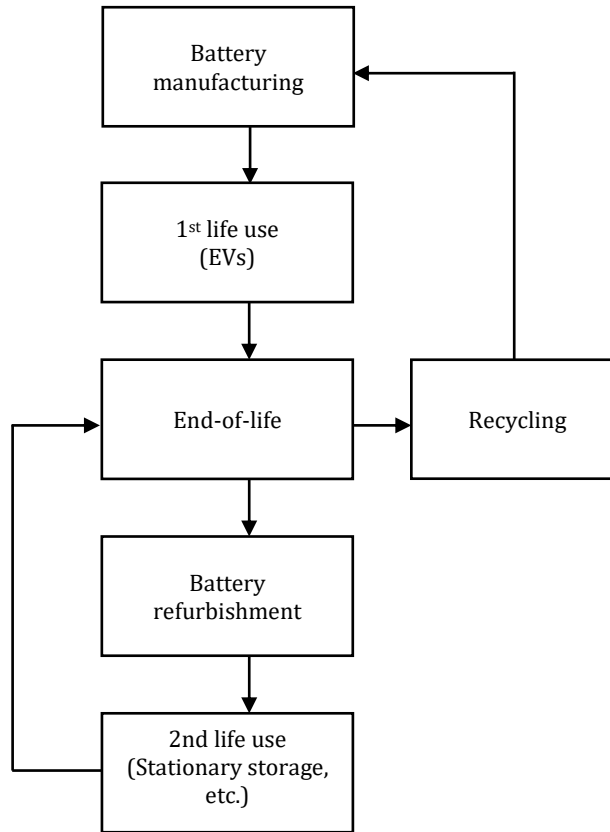 Battery
manufacturing
1st life use
(EVs)
End-of-life
Recycling
Battery
refurbishment
2nd life use
(Stationary storage,
etc.)